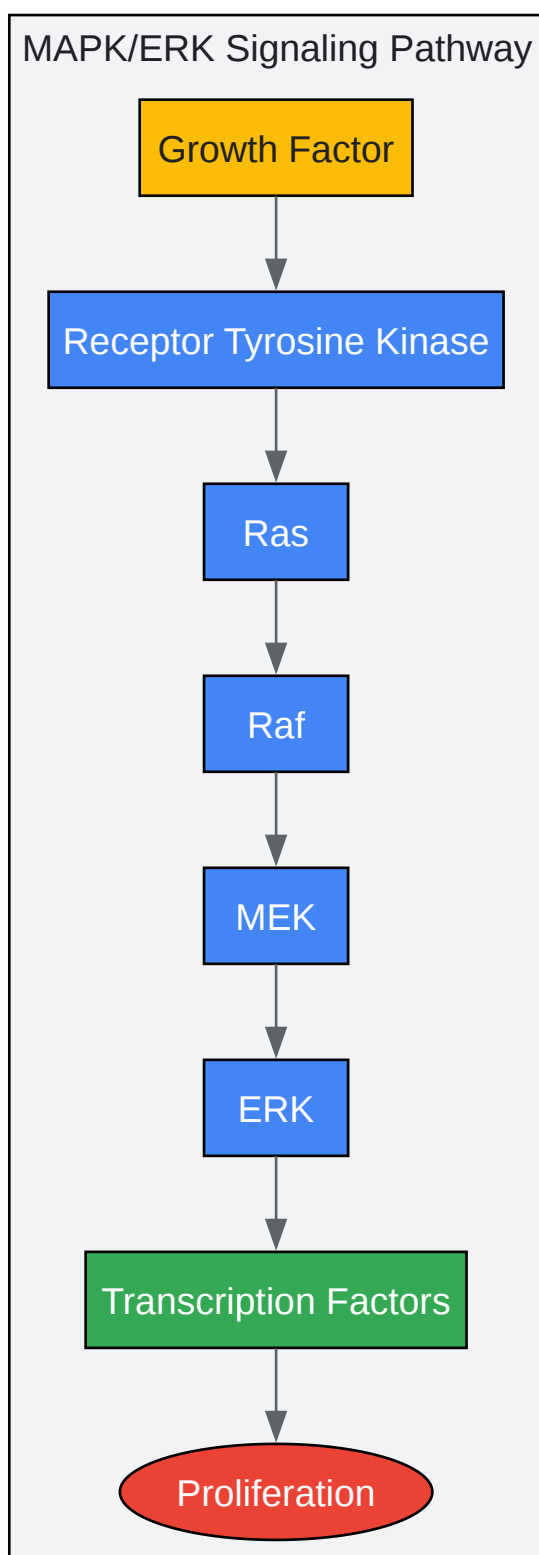 MAPK/ERK Signaling Pathway
Growth Factor
Receptor Tyrosine Kinase
Ras
Raf
MEK
ERK
Transcription Factors
Proliferation